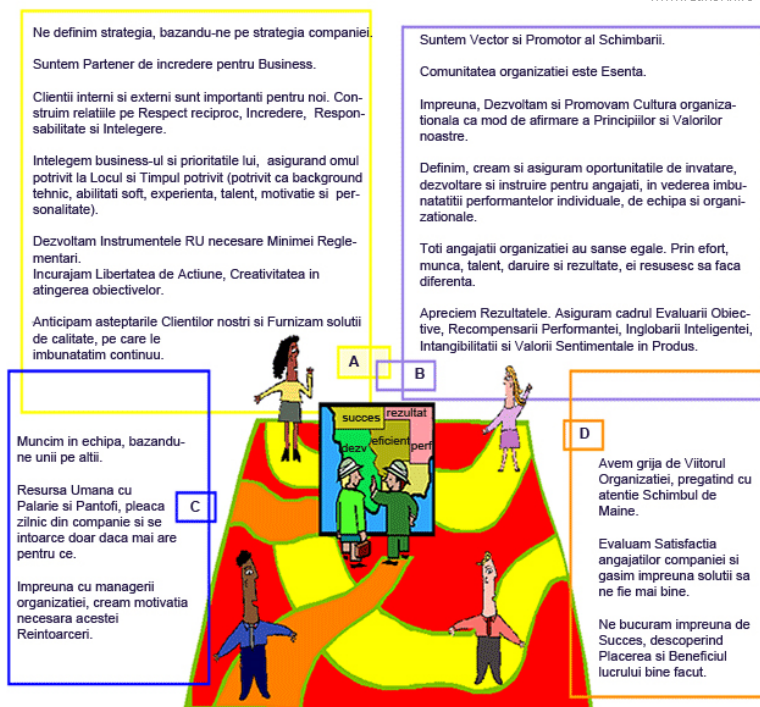 Ne definim strategia, bazandu-ne pe strategia companiei.
Suntem Partener de incredere pentru Business.
Clientii interni si externi sunt importanti pentru noi. Con-
struim relatiile pe Respect reciproc, Incredere, Respon-
sabilitate si Intelegere.
Intelegem business-ul si prioritatile lui, asigurand omul
potrivit la Locul si Timpul potrivit (potrivit ca background
tehnic, abilitati soft, experienta, talent, motivatie si per-
sonalitate).
Dezvoltam Instrumentele RU necesare Minimei Regle-
mentari.
Incurajam Libertatea de Actiune, Creativitatea in
atingerea obiectivelor.
Anticipam asteptarile Clientilor nostri si Furnizam solutii
de calitate, pe care le
imbunatatim continuu.
A
Suntem Vector si Promotor al Schimbarii.
Comunitatea organizatiei este Esenta.
Impreuna, Dezvoltam si Promovam Cultura organiza-
tionala ca mod de afirmare a Principiilor si Valorilor
noastre.
Definim, cream si asiguram oportunitatile de invatare,
dezvoltare si instruire pentru angajati, in vederea imbu-
natatitii performantelor individuale, de echipa si organi-
zationale.
Toti angajatii organizatiei au sanse egale. Prin efort,
munca, talent, daruire si rezultate, ei resusesc sa faca
diferenta.
Apreciem Rezultatele. Asiguram cadrul Evaluarii Obiec-
tive, Recompensarii Performantei, Inglobarii Inteligentei,
Intangibilitatii si Valorii Sentimentale in Produs.
B
succes
rezultat
dezv
eficient
perf
Muncim in echipa, bazandu-
ne unii pe altii.
Resursa Umana cu
Palarie si Pantofi, pleaca
zilnic din companie si se
intoarce doar daca mai are
pentru ce.
Impreuna cu managerii
organizatiei, cream motivatia
necesara acestei
Reintoarceri.
C
D
Avem grija de Viitorul
Organizatiei, pregatind cu
atentie Schimbul de
Maine.
Evaluam Satisfactia
angajatilor companiei si
gasim impreuna solutii sa
ne fie mai bine.
Ne bucuram impreuna de
Succes, descoperind
Placerea si Beneficiul
lucrului bine facut.